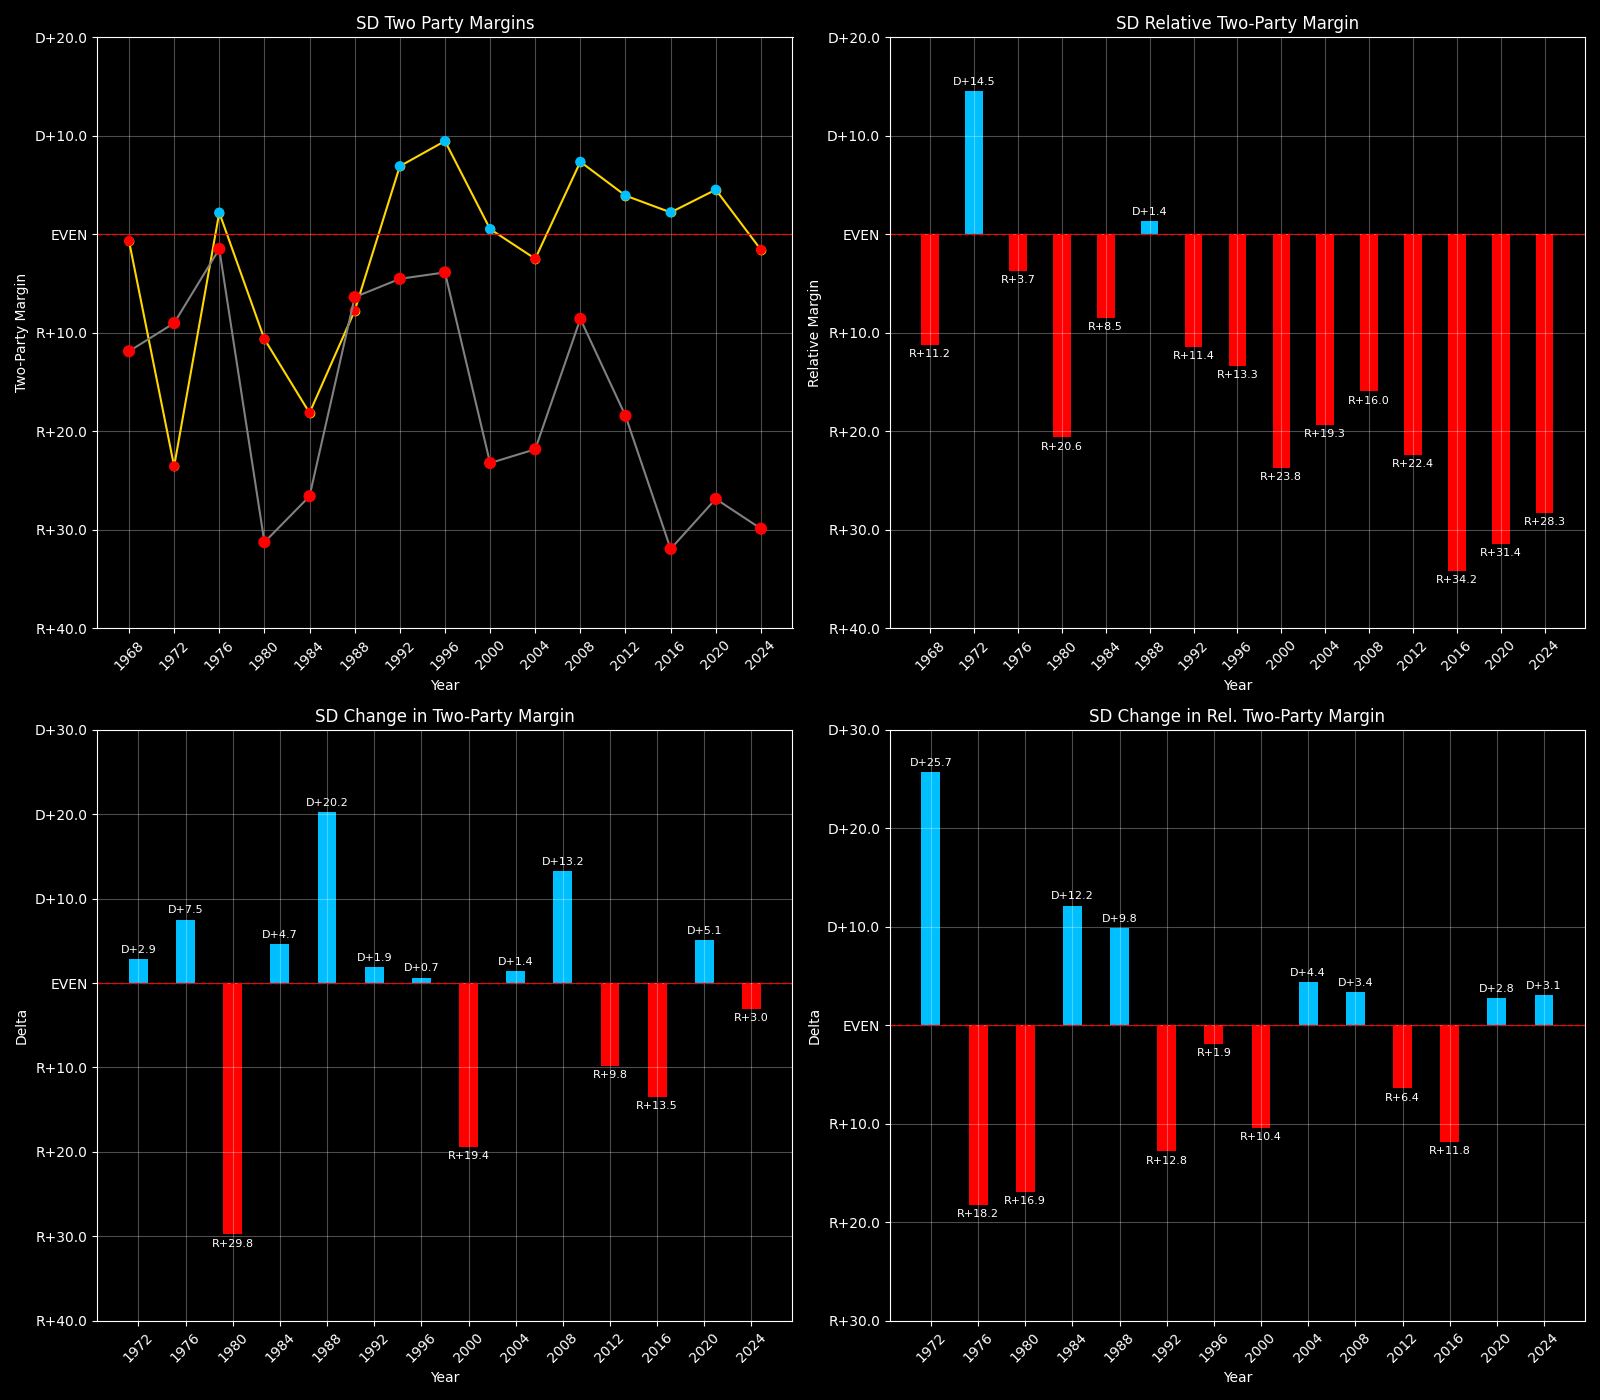 SD Two Party Margins
D+20.0
D+10.0
EVEN
R+10.0
R+20.0
R+30.0
R+40.0
Two-Party Margin
1968 1972 1976 1980 1984 1988 1992 1996 2000 2004 2008 2012 2016 2020 2024
Year
SD Relative Two-Party Margin
D+20.0
D+10.0
EVEN
R+10.0
R+20.0
R+30.0
R+40.0
Relative Margin
R+11.2
D+14.5
R+3.7
R+20.6
R+8.5
D+1.4
R+11.4
R+13.3
R+23.8
R+19.3
R+16.0
R+22.4
R+34.2
R+31.4
R+28.3
1968 1972 1976 1980 1984 1988 1992 1996 2000 2004 2008 2012 2016 2020 2024
Year
SD Change in Two-Party Margin
D+30.0
D+20.0
D+10.0
EVEN
R+10.0
R+20.0
R+30.0
R+40.0
Delta
D+2.9
D+7.5
R+29.8
D+4.7
D+20.2
D+1.9
D+0.7
R+19.4
D+1.4
D+13.2
R+9.8
R+13.5
D+5.1
R+3.0
1972 1976 1980 1984 1988 1992 1996 2000 2004 2008 2012 2016 2020 2024
Year
SD Change in Rel. Two-Party Margin
D+30.0
D+20.0
D+10.0
EVEN
R+10.0
R+20.0
R+30.0
Delta
D+25.7
R+18.2
R+16.9
D+12.2
D+9.8
R+12.8
R+1.9
R+10.4
D+4.4
D+3.4
R+6.4
R+11.8
D+2.8
D+3.1
1972 1976 1980 1984 1988 1992 1996 2000 2004 2008 2012 2016 2020 2024
Year